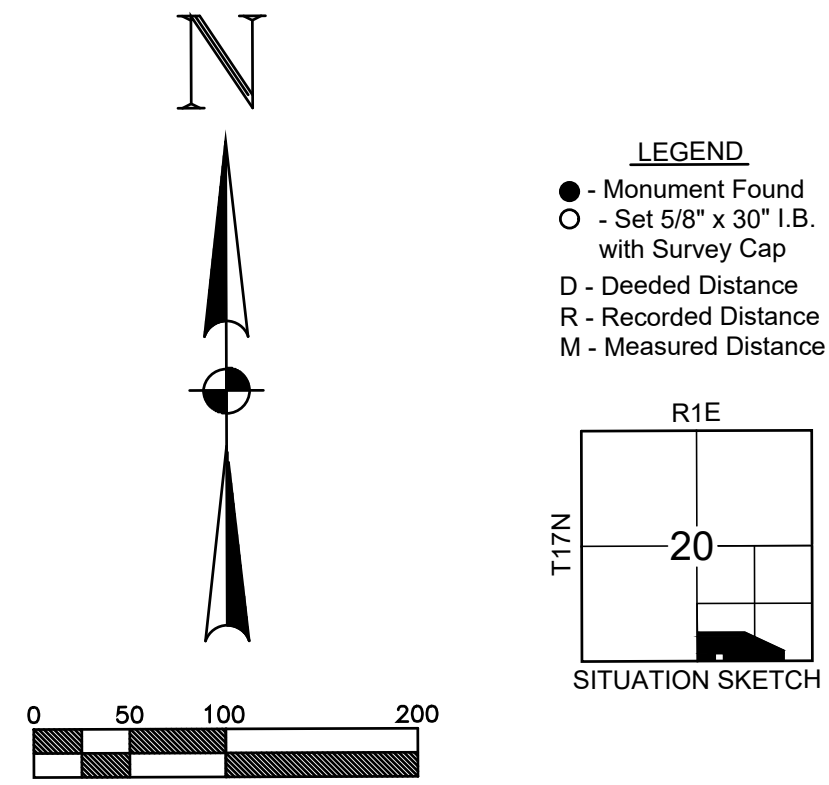 N
LEGEND
- Monument Found
- Set 5/8" x 30" I.B.
with Survey Cap
D - Deeded Distance
R - Recorded Distance
M - Measured Distance
R1E
T17N
20
SITUATION SKETCH
0 50 100 200